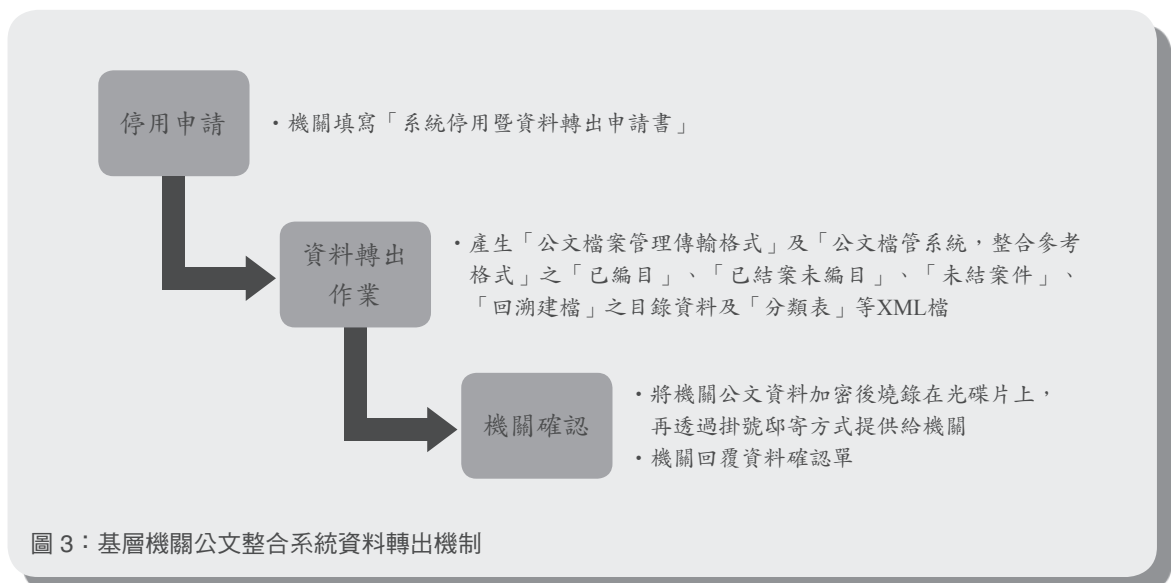 停用申請
・機關填寫「系統停用暨資料轉出申請書」
資料轉出
作業
・產生「公文檔案管理傳輸格式」及「公文檔管系統，整合參考
格式」之「已編目」、「已結案未編目」、「未結案件」、
「回溯建檔」之目錄資料及「分類表」等XML檔
機關確認
・將機關公文資料加密後燒錄在光碟片上，
再透過掛號郵寄方式提供給機關
・機關回覆資料確認單
圖 3：基層機關公文整合系統資料轉出機制